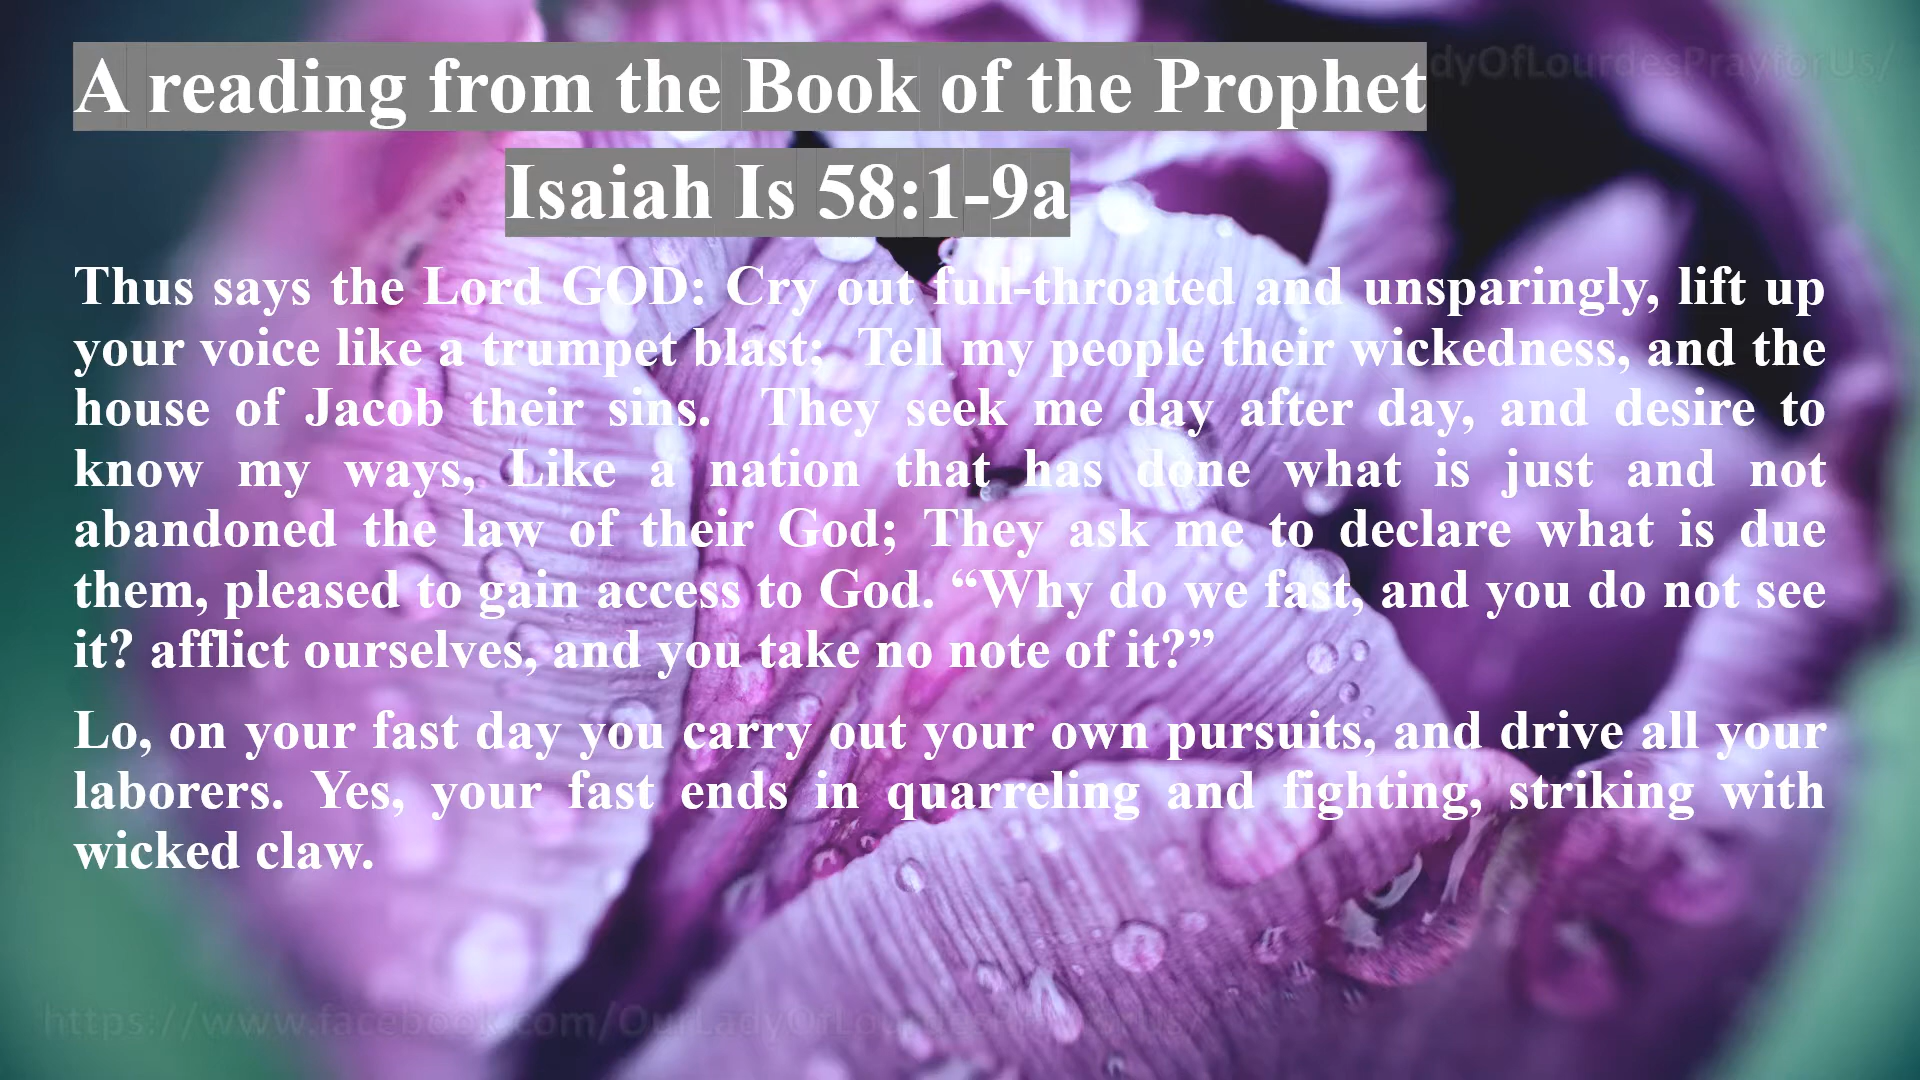 A reading from the Book of the Prophet
Isaiah Is 58:1-9a
Thus says the Lord GOD: Cry out full-throated and unsparingly, lift up
your voice like a trumpet blast;  Tell my people their wickedness, and the
house of Jacob their sins.  They seek me day after day, and desire to
know my ways, Like a nation that has done what is just and not
abandoned the law of their God; They ask me to declare what is due
them, pleased to gain access to God. “Why do we fast, and you do not see
it? afflict ourselves, and you take no note of it?”
Lo, on your fast day you carry out your own pursuits, and drive all your
laborers. Yes, your fast ends in quarreling and fighting, striking with
wicked claw.
https://www.facebook.com/OurLadyOfLourdesPrayforUs/